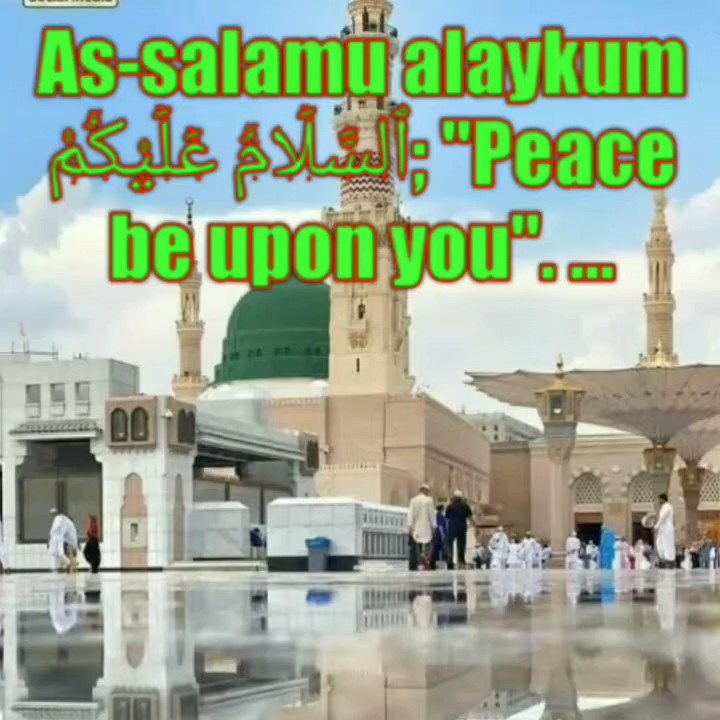 As-salamu alaykum
ٱلسَّلَامُ عَلَيْكُمْ; "Peace
be upon you". ...